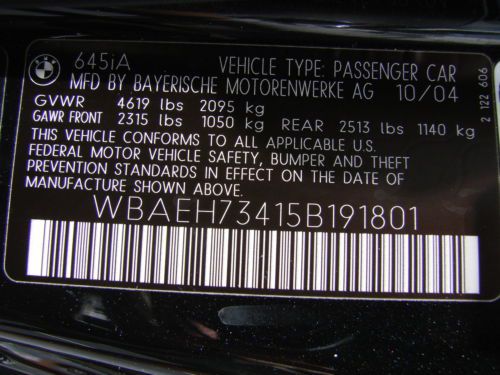 645iA VEHICLE TYPE: PASSENGER CAR
MFD BY BAYERISCHE MOTORENWERKE AG 10/04
GVWR 4619 lbs 2095 kg
GAWR FRONT 2315 lbs 1050 kg REAR 2513 lbs 1140 kg
THIS VEHICLE CONFORMS TO ALL APPLICABLE U.S.
FEDERAL MOTOR VEHICLE SAFETY, BUMPER AND THEFT
PREVENTION STANDARDS IN EFFECT ON THE DATE OF
MANUFACTURE SHOWN ABOVE.
WBAEH73415B191801
2 122 606